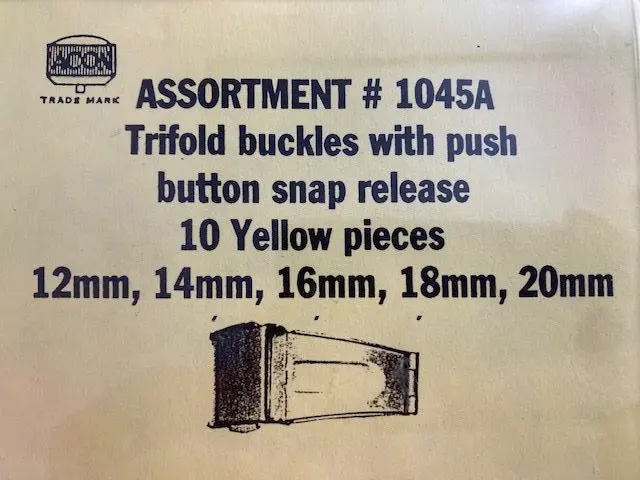 TRADE MARK
ASSORTMENT # 1045A
Trifold buckles with push
button snap release
10 Yellow pieces
12mm, 14mm, 16mm, 18mm, 20mm